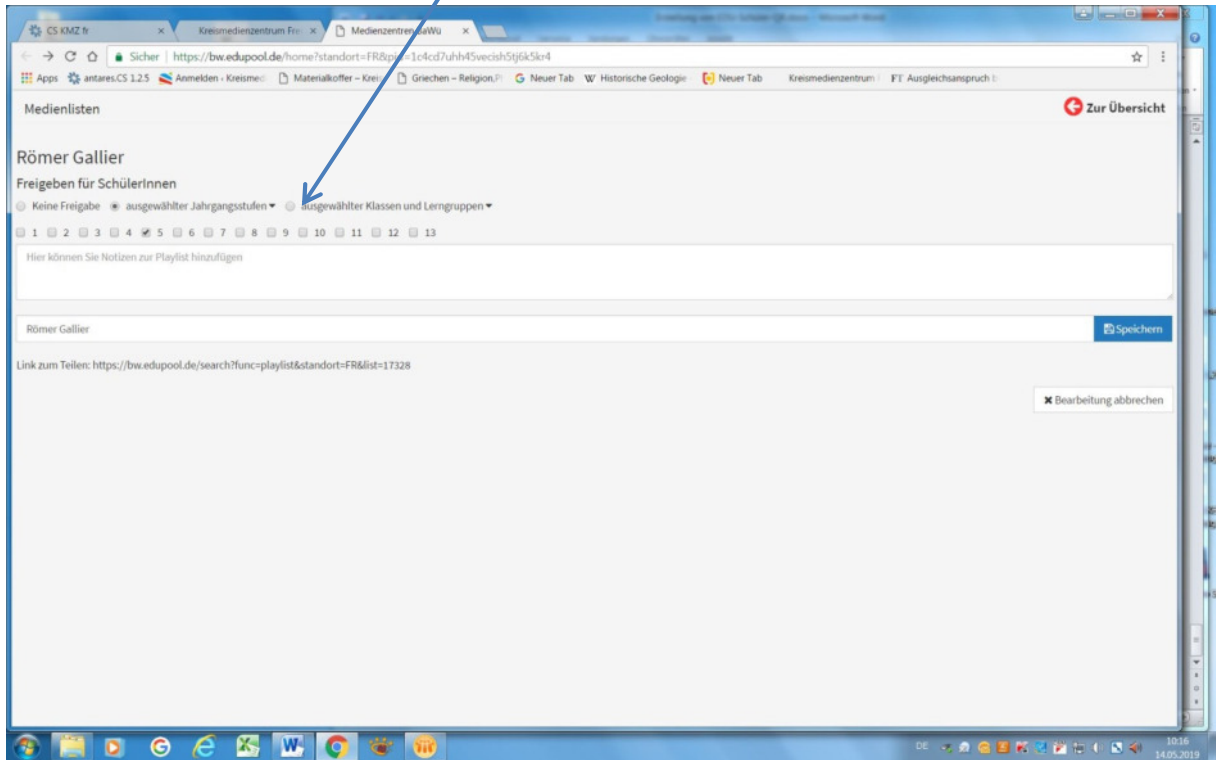 CS KMZ fr
Kreismedienzentrum Fre
Medienzentren BaWü
Sicher | https://bw.edupool.de/home?standort=FR&pid=1c4cd7uhh45vecish5tj6k5kr4
Apps antares.CS 1.2.5 Anmelden ‹ Kreismed Materialkoffer – Kreis Griechen – Religion, Neuer Tab W Historische Geologie Neuer Tab Kreismedienzentrum FT Ausgleichsanspruch b
Medienlisten
Zur Übersicht
Römer Gallier
Freigeben für SchülerInnen
Keine Freigabe ausgewählter Jahrgangsstufen ausgewählter Klassen und Lerngruppen
1 2 3 4 5 6 7 8 9 10 11 12 13
Hier können Sie Notizen zur Playlist hinzufügen
Römer Gallier
Speichern
Link zum Teilen: https://bw.edupool.de/search?func=playlist&standort=FR&list=17328
Bearbeitung abbrechen
DE
10:16
14.05.2019